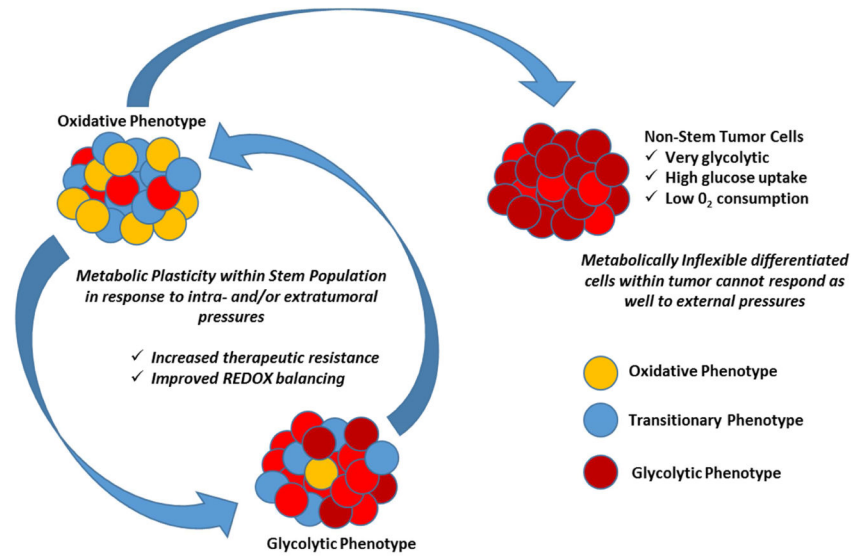 Oxidative Phenotype
Non-Stem Tumor Cells
✓ Very glycolytic
✓ High glucose uptake
✓ Low 0₂ consumption
Metabolic Plasticity within Stem Population
in response to intra- and/or extratumoral
pressures
✓ Increased therapeutic resistance
✓ Improved REDOX balancing
Metabolically Inflexible differentiated
cells within tumor cannot respond as
well to external pressures
Oxidative Phenotype
Transitionary Phenotype
Glycolytic Phenotype
Glycolytic Phenotype